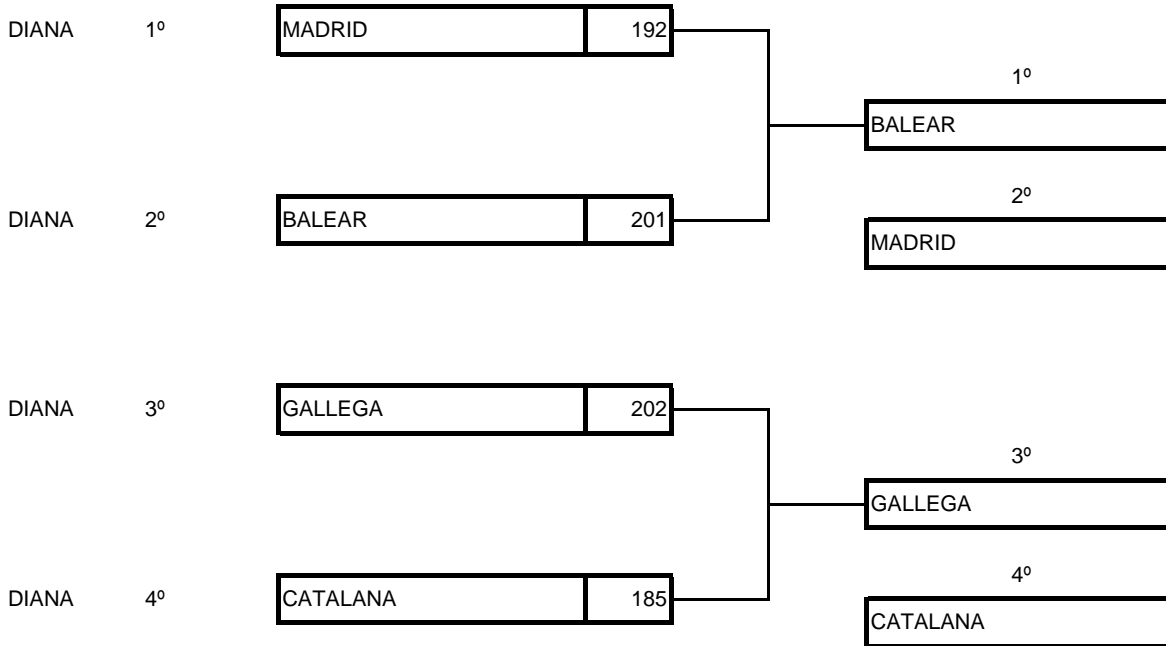 DIANA 1º MADRID 192
1º
BALEAR
2º
DIANA 2º BALEAR 201
MADRID
DIANA 3º GALLEGA 202
3º
GALLEGA
4º
DIANA 4º CATALANA 185
CATALANA